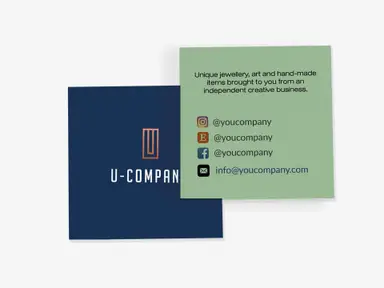 U-COMPAN
Unique jewellery, art and hand-made
items brought to you from an
independent creative business.
@youcompany
E
@youcompany
f
@youcompany
info@youcompany.com